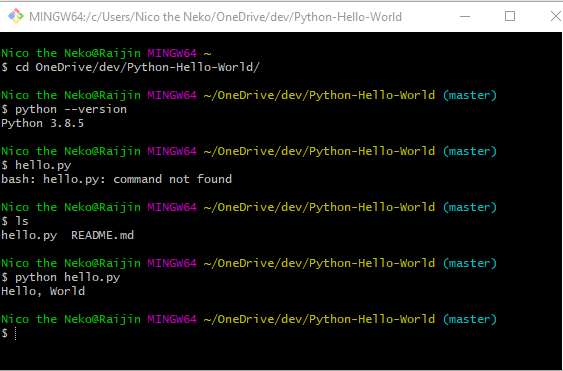 MINGW64:/c/Users/Nico the Neko/OneDrive/dev/Python-Hello-World
Nico the Neko@Raijin MINGW64 ~
$ cd OneDrive/dev/Python-Hello-World/
Nico the Neko@Raijin MINGW64 ~/OneDrive/dev/Python-Hello-World (master)
$ python --version
Python 3.8.5
Nico the Neko@Raijin MINGW64 ~/OneDrive/dev/Python-Hello-World (master)
$ hello.py
bash: hello.py: command not found
Nico the Neko@Raijin MINGW64 ~/OneDrive/dev/Python-Hello-World (master)
$ ls
hello.py  README.md
Nico the Neko@Raijin MINGW64 ~/OneDrive/dev/Python-Hello-World (master)
$ python hello.py
Hello, World
Nico the Neko@Raijin MINGW64 ~/OneDrive/dev/Python-Hello-World (master)
$